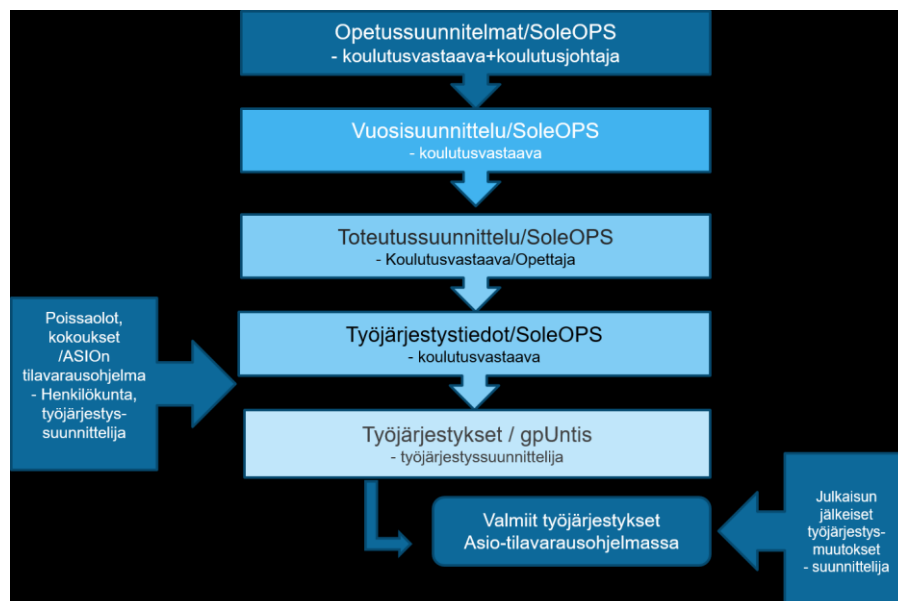 Opetussuunnitelmat/SoleOPS
- koulutusvastaava+koulutusjohtaja
Vuosisuunnittelu/SoleOPS
- koulutusvastaava
Toteutussuunnittelu/SoleOPS
- Koulutusvastaava/Opettaja
Poissaolot,
kokoukset
/ASIOn
tilavarausohjelma
- Henkilökunta,
työjärjestys-
suunnittelija
Työjärjestystiedot/SoleOPS
- koulutusvastaava
Työjärjestykset / gpUntis
- työjärjestyssuunnittelija
Valmiit työjärjestykset
Asio-tilavarausohjelmassa
Julkaisun
jälkeiset
työjärjestys-
muutokset
- suunnittelija